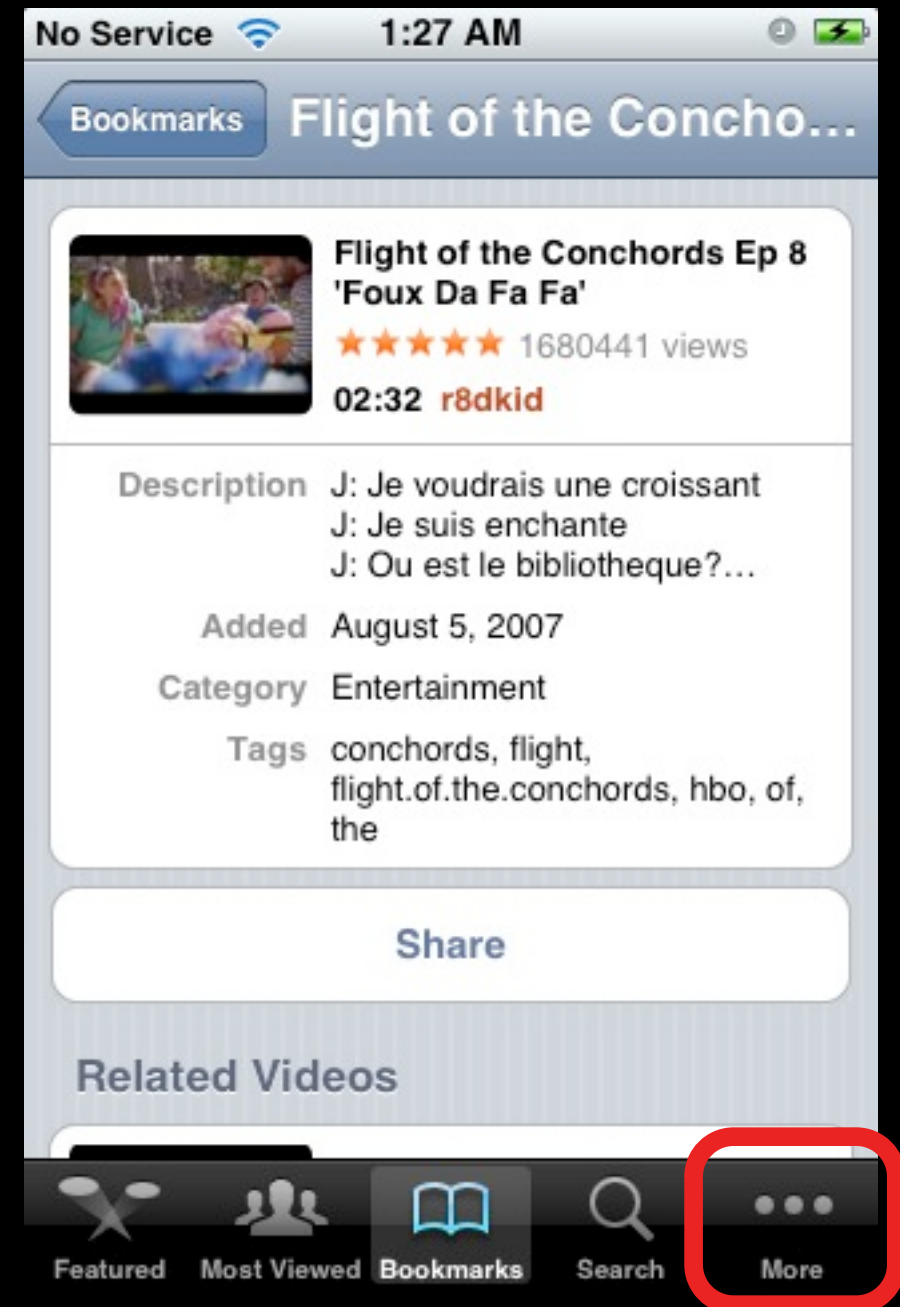 No Service 1:27 AM
Bookmarks Flight of the Concho...
Flight of the Conchords Ep 8
'Foux Da Fa Fa'
1680441 views
02:32 r8dkid
Description J: Je voudrais une croissant
J: Je suis enchante
J: Ou est le bibliotheque?...
Added August 5, 2007
Category Entertainment
Tags conchords, flight,
flight.of.the.conchords, hbo, of,
the
Share
Related Videos
Featured Most Viewed Bookmarks Search More